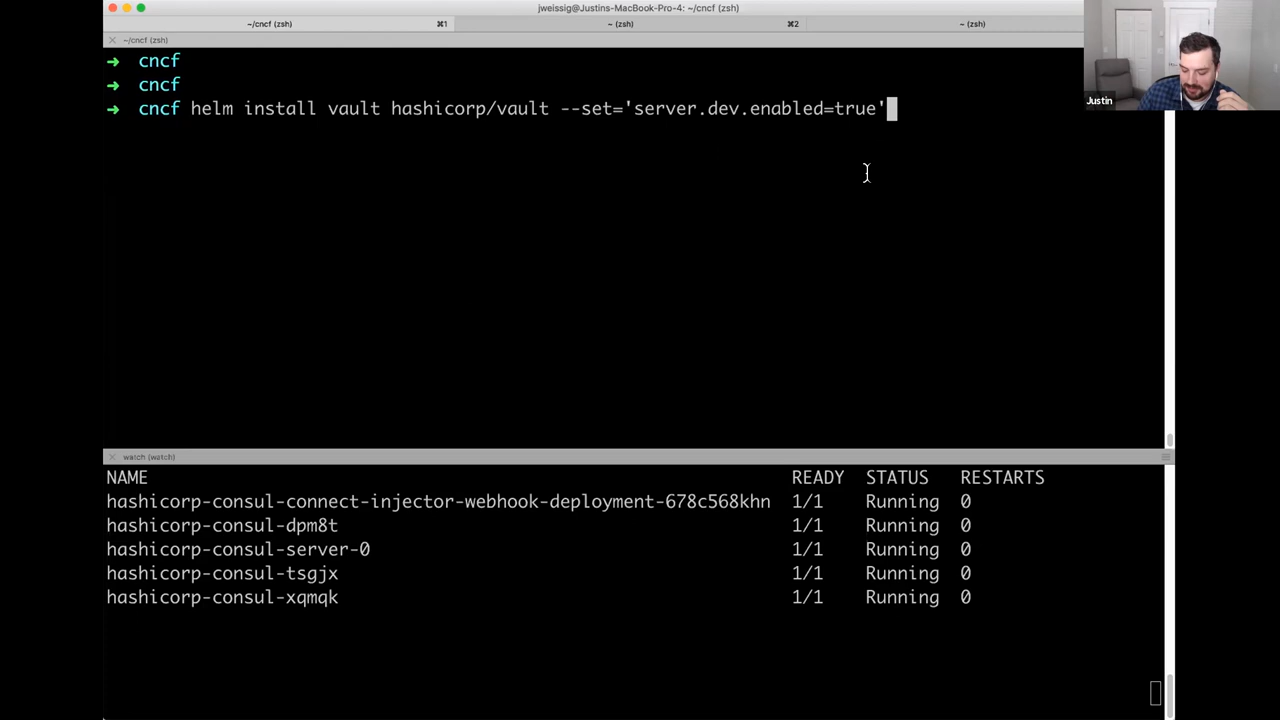 jweissig@Justins-MacBook-Pro-4: ~/cncf (zsh)
~/cncf (zsh) ⌘1 ~ (zsh) ⌘2 ~ (zsh)
~/cncf (zsh)
➜ cncf
➜ cncf
➜ cncf helm install vault hashicorp/vault --set='server.dev.enabled=true'
Justin
watch (watch)
NAME READY STATUS RESTARTS
hashicorp-consul-connect-injector-webhook-deployment-678c568khn 1/1 Running 0
hashicorp-consul-dpm8t 1/1 Running 0
hashicorp-consul-server-0 1/1 Running 0
hashicorp-consul-tsgjx 1/1 Running 0
hashicorp-consul-xqmqk 1/1 Running 0